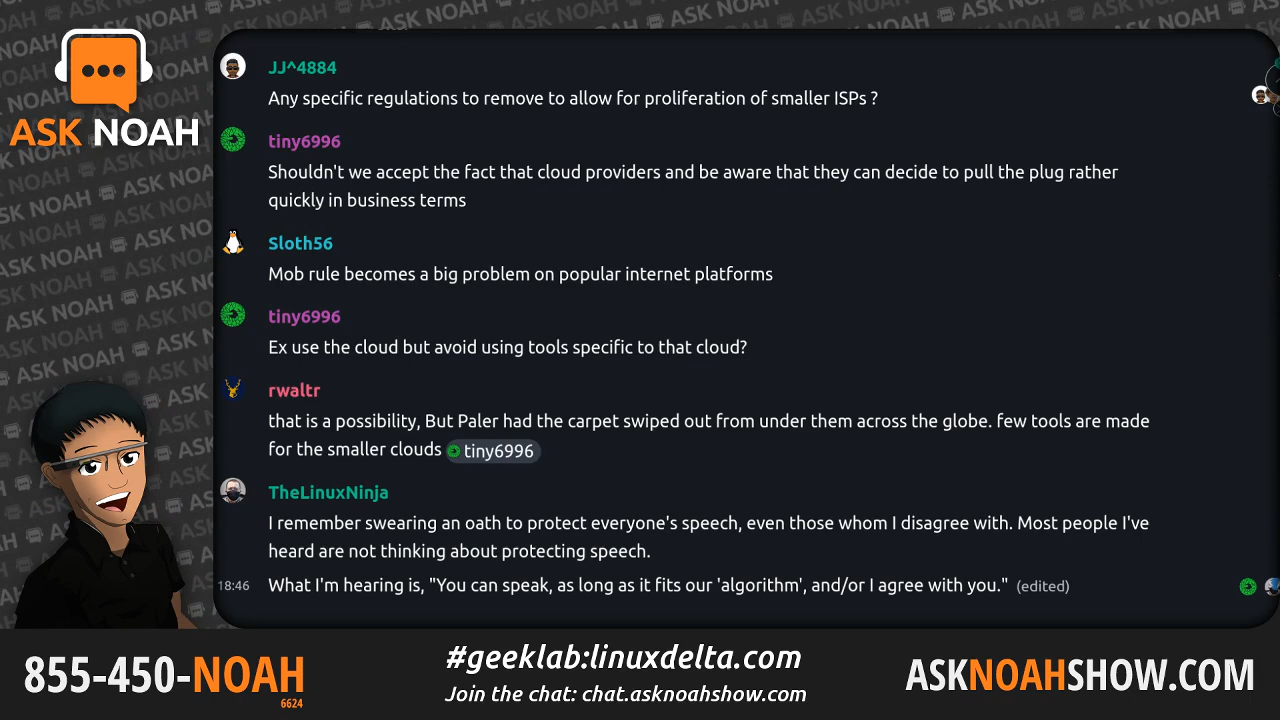 ASK NOAH
JJ^4884
Any specific regulations to remove to allow for proliferation of smaller ISPs ?
tiny6996
Shouldn't we accept the fact that cloud providers and be aware that they can decide to pull the plug rather
quickly in business terms
Sloth56
Mob rule becomes a big problem on popular internet platforms
tiny6996
Ex use the cloud but avoid using tools specific to that cloud?
rwaltr
that is a possibility, But Paler had the carpet swiped out from under them across the globe. few tools are made
for the smaller clouds tiny6996
TheLinuxNinja
I remember swearing an oath to protect everyone's speech, even those whom I disagree with. Most people I've
heard are not thinking about protecting speech.
18:46 What I'm hearing is, "You can speak, as long as it fits our 'algorithm', and/or I agree with you." (edited)
855-450-NOAH
6624
#geeklab:linuxdelta.com
Join the chat: chat.asknoahshow.com
ASKNOAHSHOW.COM